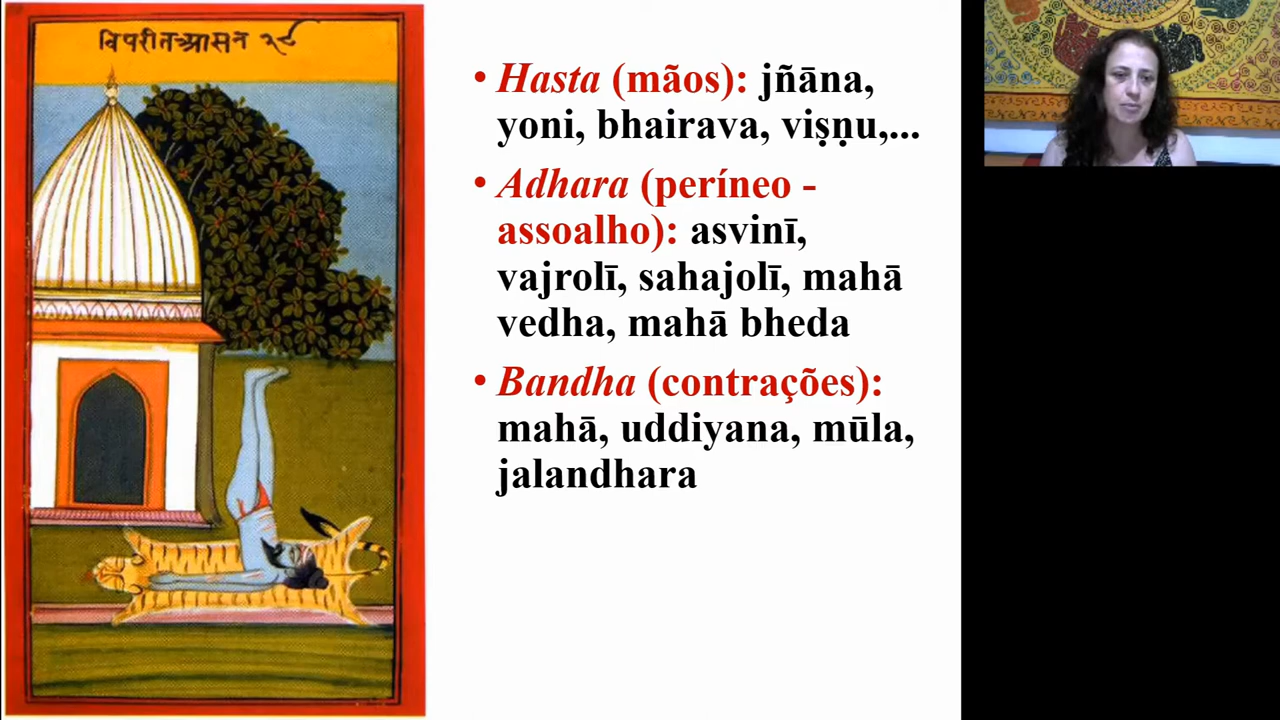 विपरीतआसन २८
• Hasta (mãos): jñāna,
yoni, bhairava, viṣṇu,...
• Adhara (períneo -
assoalho): asvinī,
vajrolī, sahajolī, mahā
vedha, mahā bheda
• Bandha (contrações):
mahā, uddiyana, mūla,
jalandhara